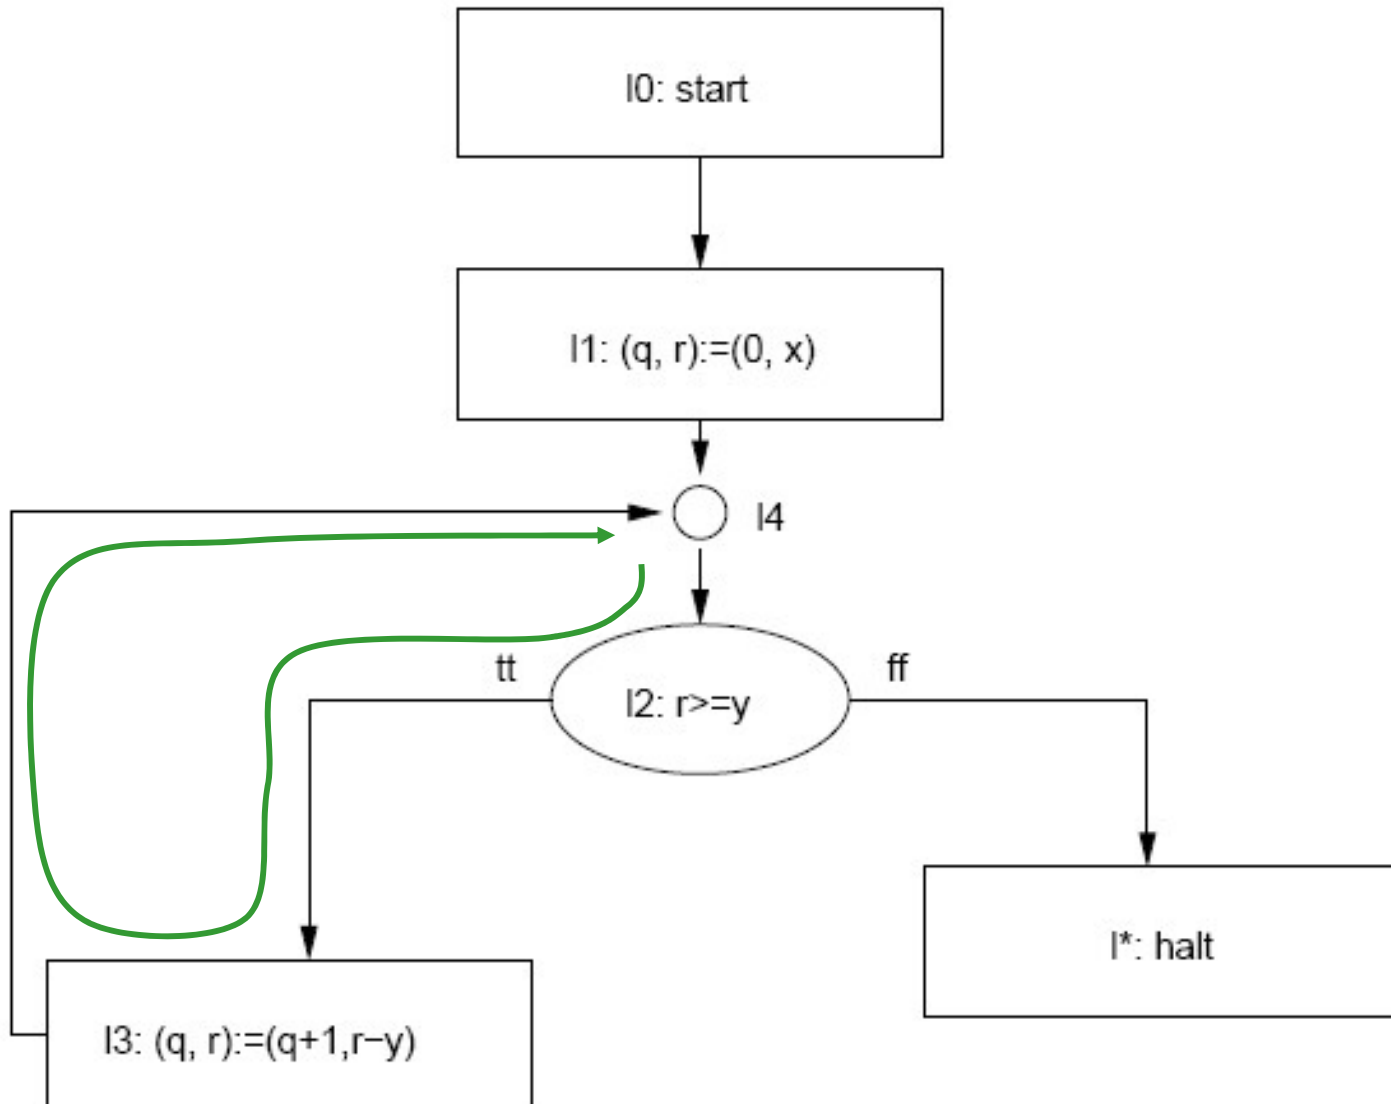 l0: start
l1: (q, r):=(0, x)
l4
tt
ff
l2: r>=y
l*: halt
l3: (q, r):=(q+1,r−y)